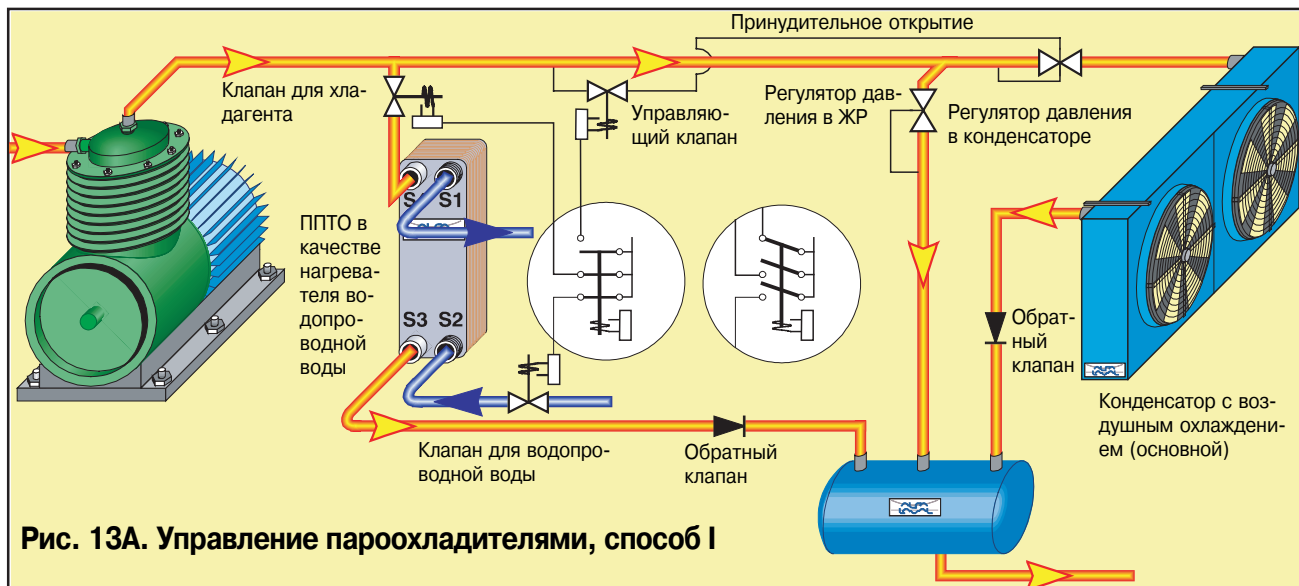 Принудительное открытие
Клапан для хла-
дагента
Управляю-
щий клапан
Регулятор дав-
ления в ЖР
Регулятор давления
в конденсаторе
S1
ППТО в
качестве
нагрева-
теля во-
допро-
водной
воды
S3 S2
Обрат-
ный
клапан
Клапан для водопро-
водной воды
Обратный
клапан
Конденсатор с воз-
душным охлаждени-
ем (основной)
Рис. 13А. Управление пароохладителями, способ I